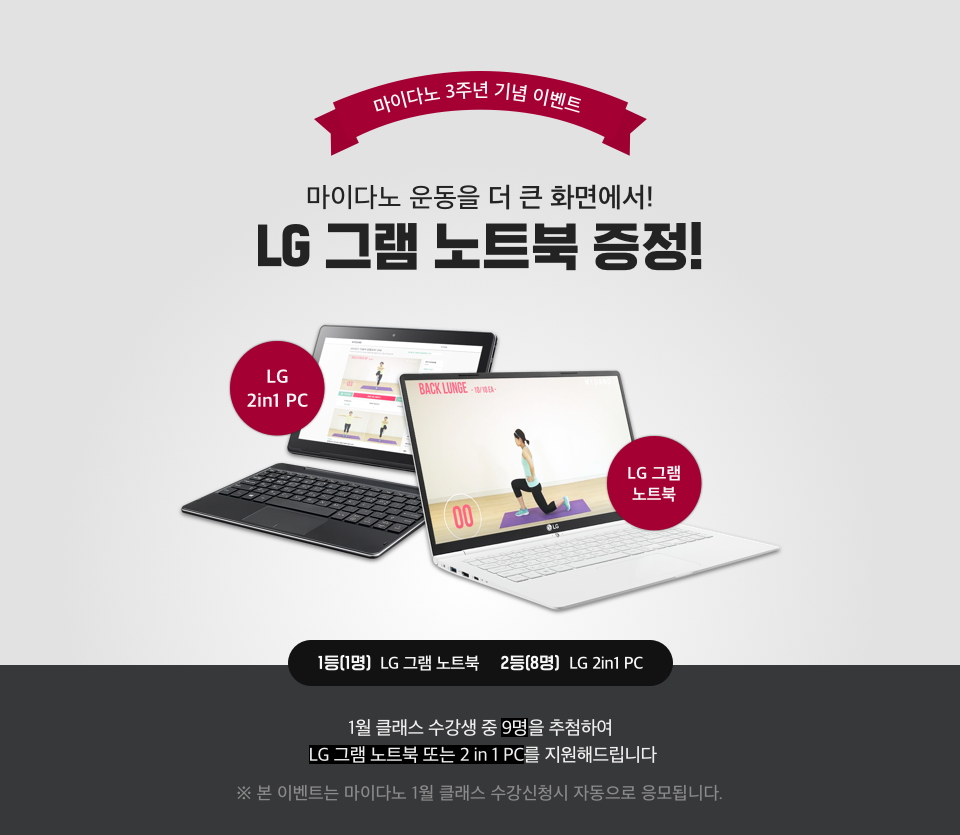 마이다노 3주년 기념 이벤트
마이다노 운동을 더 큰 화면에서!
LG 그램 노트북 증정!
LG
2in1 PC
BACK LUNGE - 10/10 EA -
LG 그램
노트북
00
LG
1등(1명) LG 그램 노트북 2등(8명) LG 2in1 PC
1월 클래스 수강생 중 9명을 추첨하여
LG 그램 노트북 또는 2 in 1 PC를 지원해드립니다
※ 본 이벤트는 마이다노 1월 클래스 수강신청시 자동으로 응모됩니다.